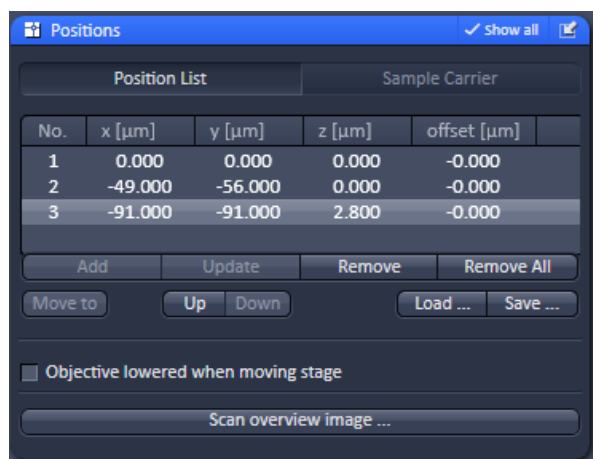 Positions Show all
Position List Sample Carrier
No. x [µm] y [µm] z [µm] offset [µm]
1 0.000 0.000 0.000 -0.000
2 -49.000 -56.000 0.000 -0.000
3 -91.000 -91.000 2.800 -0.000
Add Update Remove Remove All
Move to Up Down Load ... Save ...
Objective lowered when moving stage
Scan overview image ...